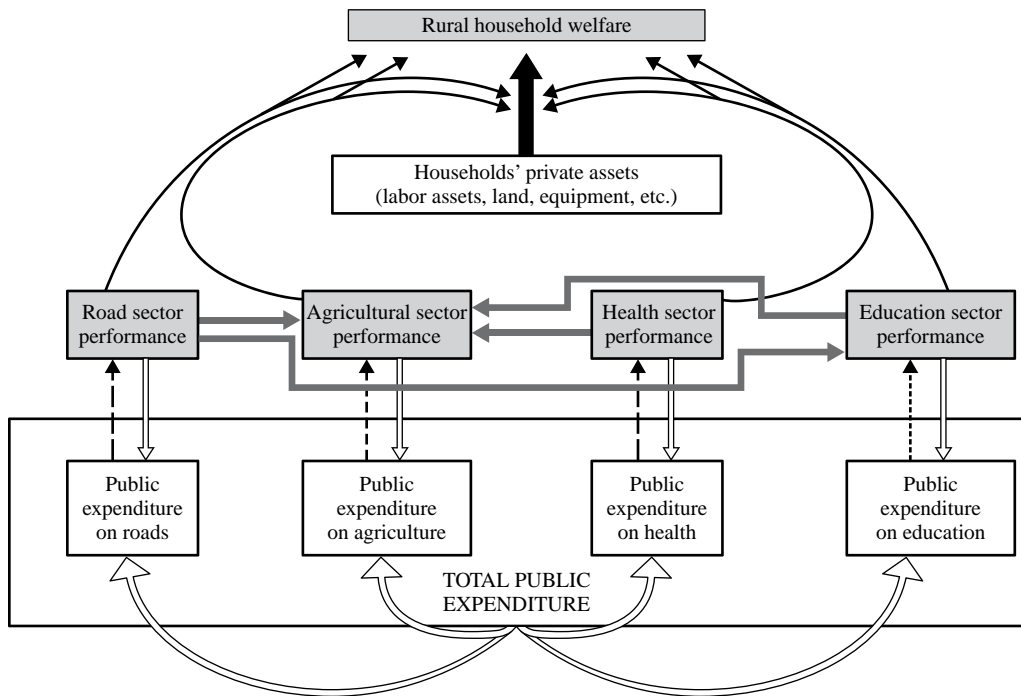 Rural household welfare
Households’ private assets
(labor assets, land, equipment, etc.)
Road sector
performance
Agricultural sector
performance
Health sector
performance
Education sector
performance
Public
expenditure
on roads
Public
expenditure
on agriculture
Public
expenditure
on health
Public
expenditure
on education
TOTAL PUBLIC
EXPENDITURE